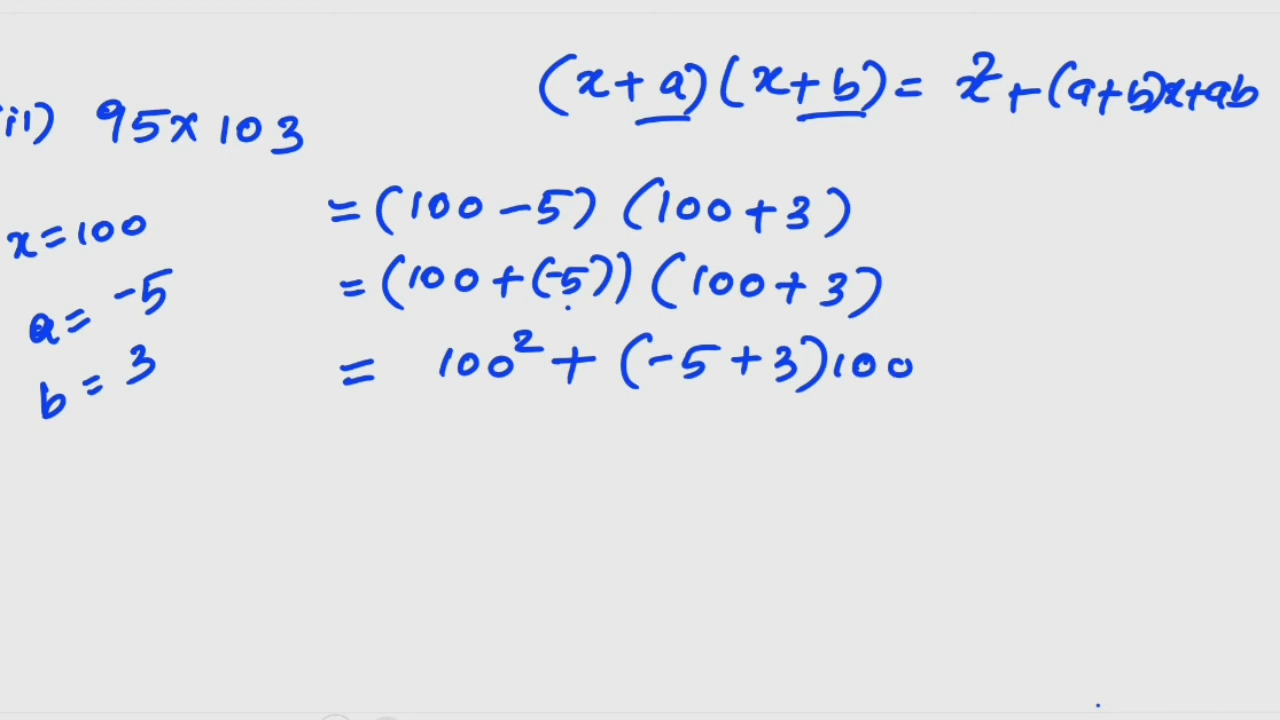 (x+a)(x+b)= x²+(a+b)x+ab
ii) 95x103
= (100-5) (100+3)
x=100
= (100+(-5)) (100+3)
a= -5
= 100² + (-5+3)100
b= 3